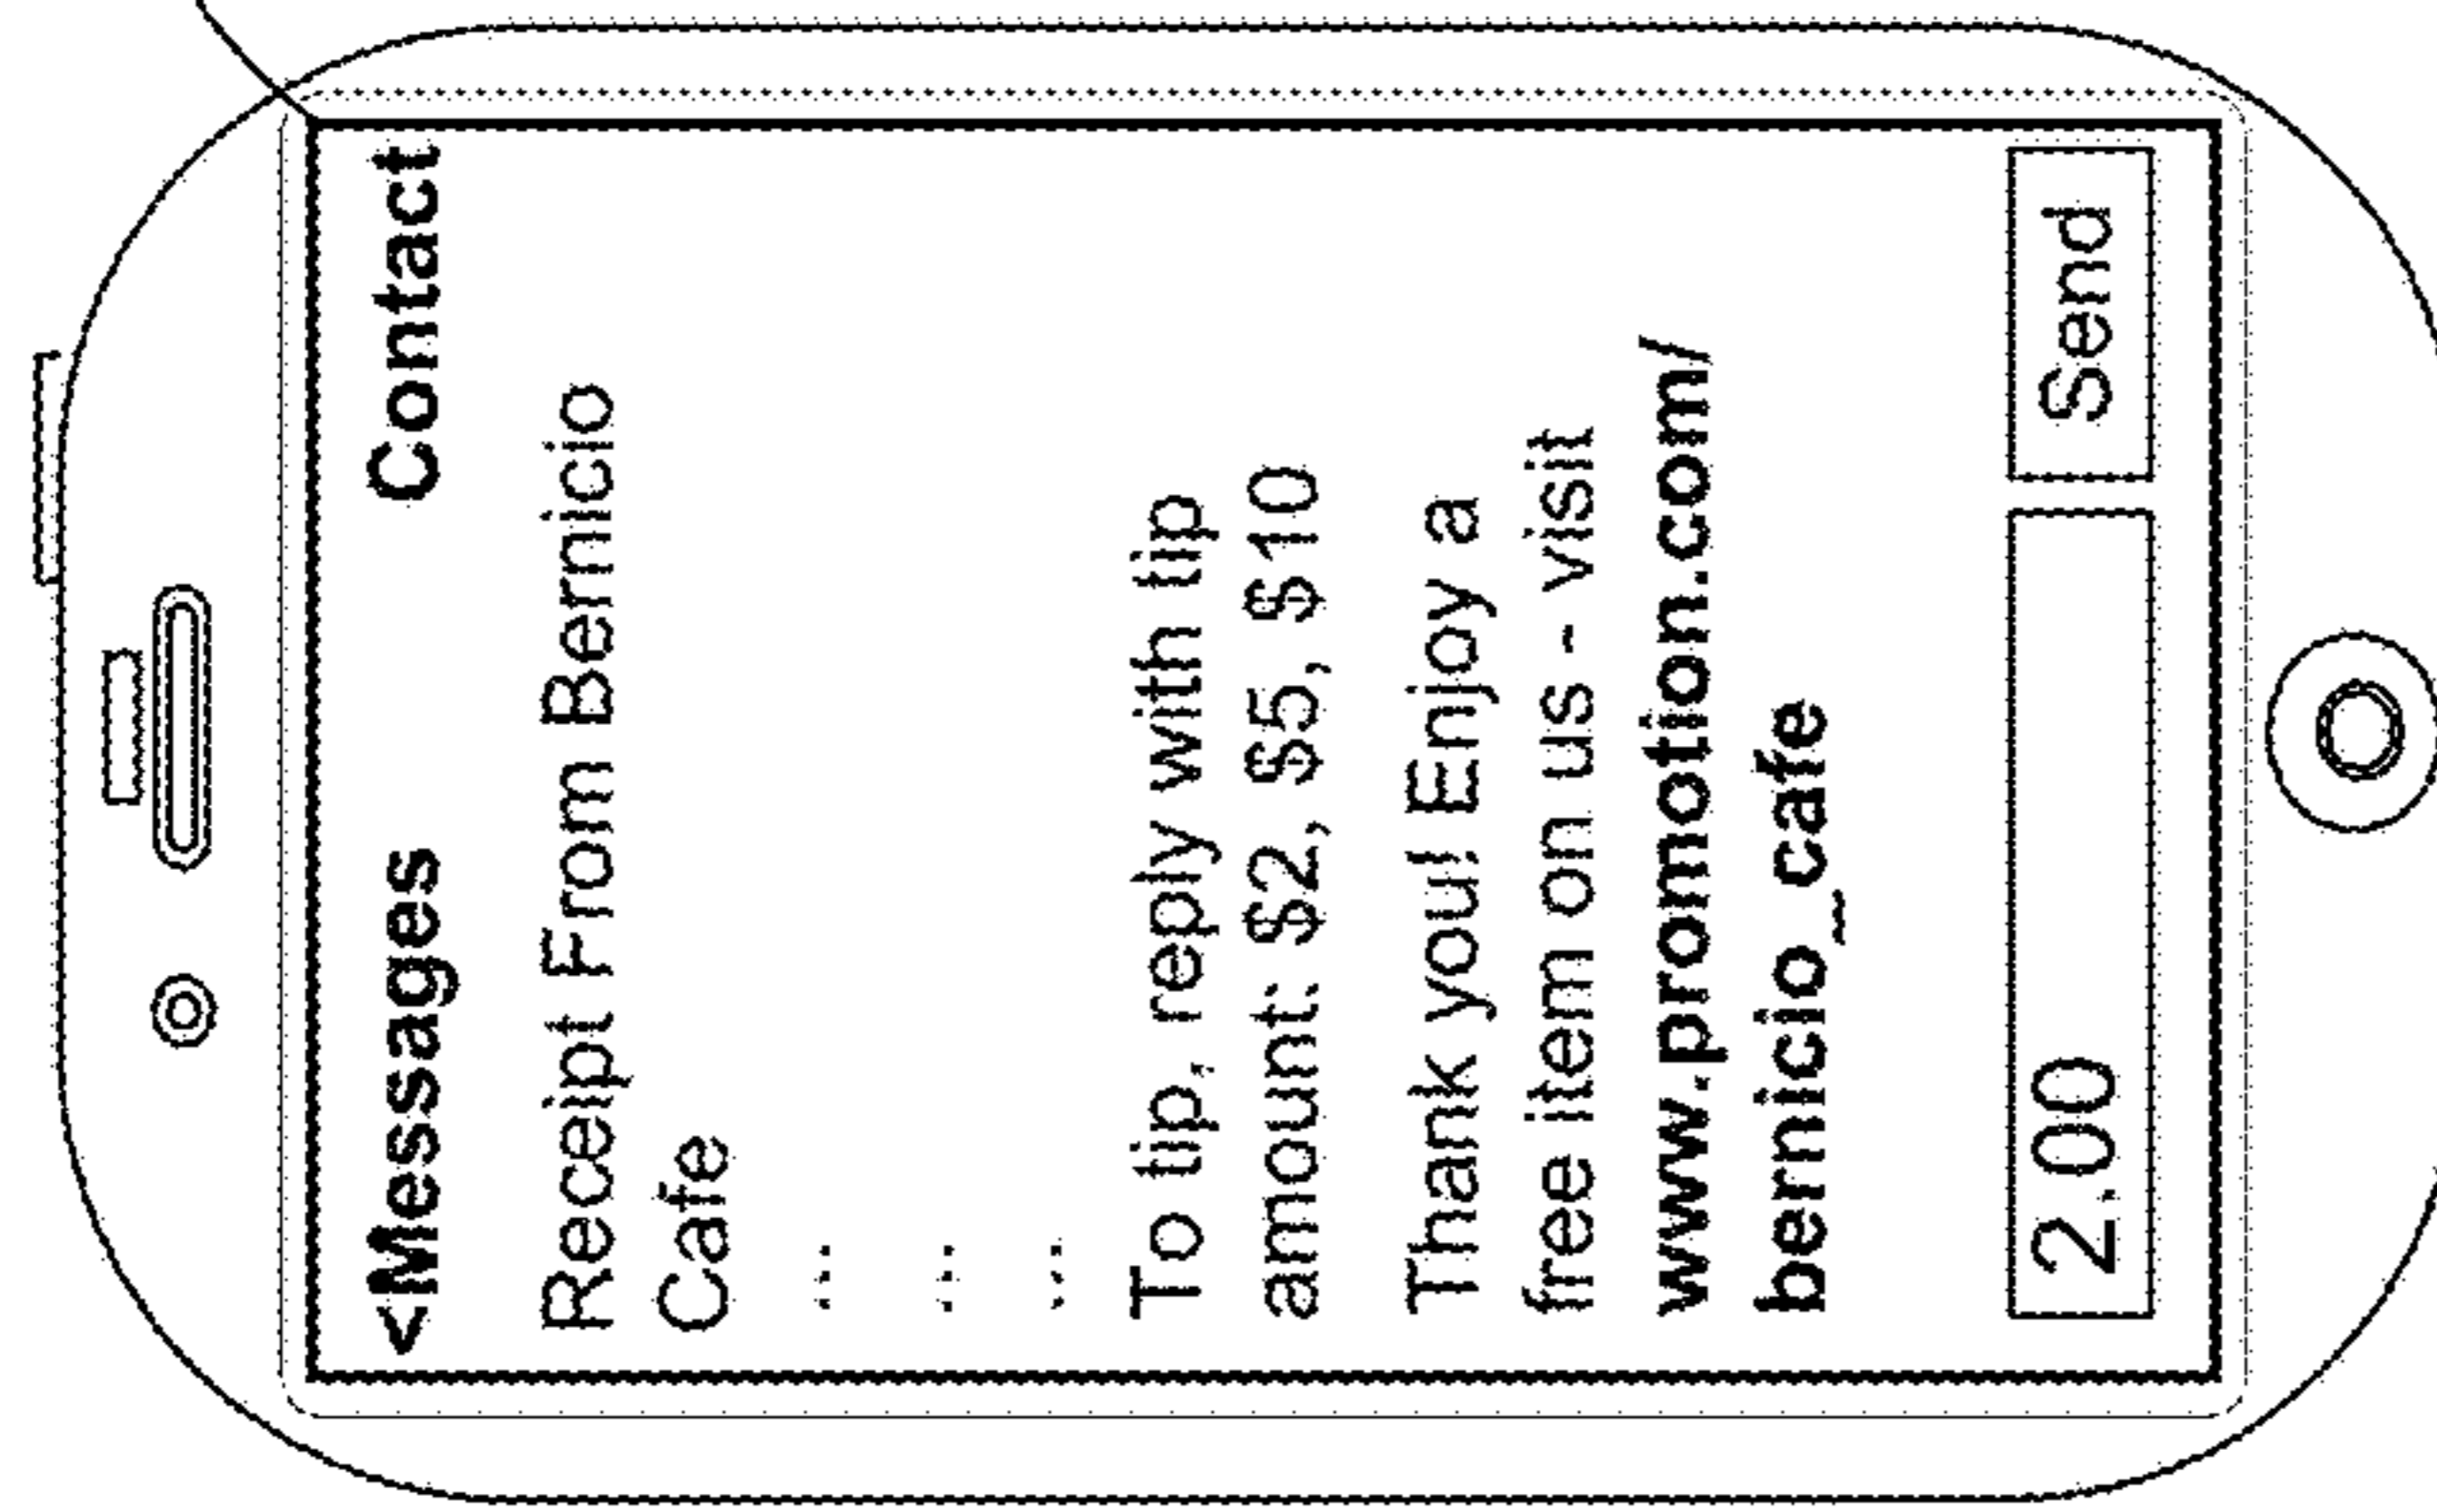 <Messages Contact
Receipt From Bernicio
Cafe
...
...
...
To tip, reply with tip
amount: $2, $5, $10
Thank you! Enjoy a
free item on us - visit
www.promotion.com/
bernicio_cafe
2.00 Send